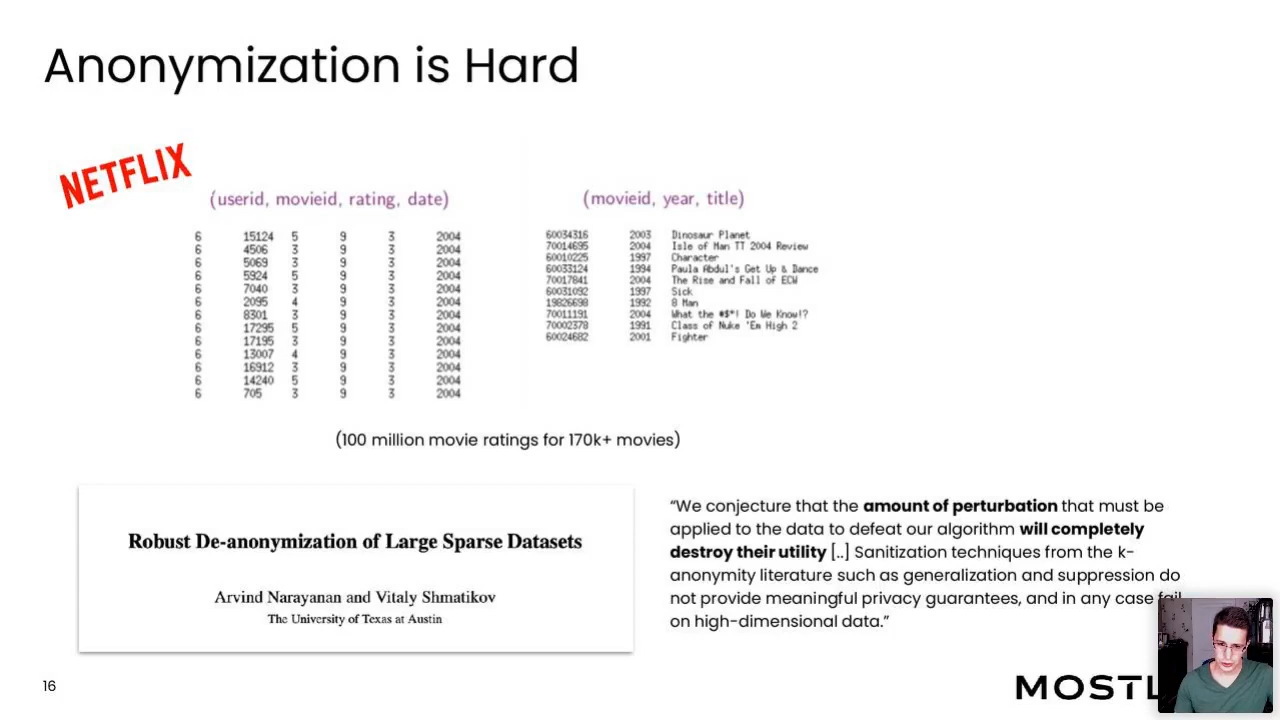 Anonymization is Hard
NETFLIX
(userid, movieid, rating, date)
6 15124 5 9 3 2004
6 4506 3 9 3 2004
6 5069 3 9 3 2004
6 5924 5 9 3 2004
6 7040 3 9 3 2004
6 2095 4 9 3 2004
6 8301 3 9 3 2004
6 17295 5 9 3 2004
6 17195 3 9 3 2004
6 13007 4 9 3 2004
6 16912 3 9 3 2004
6 14240 5 9 3 2004
6 705 3 9 3 2004
(movieid, year, title)
60034316 2003 Dinosaur Planet
70014695 2004 Isle of Man TT 2004 Review
60010225 1997 Character
60033124 1994 Paula Abdul's Get Up & Dance
70017841 2004 The Rise and Fall of ECW
60031092 1997 Sick
19826698 1992 8 Man
70011191 2004 What the #$*! Do We Know!?
70002378 1991 Class of Nuke 'Em High 2
60024682 2001 Fighter
(100 million movie ratings for 170k+ movies)
Robust De-anonymization of Large Sparse Datasets
Arvind Narayanan and Vitaly Shmatikov
The University of Texas at Austin
“We conjecture that the amount of perturbation that must be
applied to the data to defeat our algorithm will completely
destroy their utility [..] Sanitization techniques from the k-
anonymity literature such as generalization and suppression do
not provide meaningful privacy guarantees, and in any case fail
on high-dimensional data.”
16
MOSTL